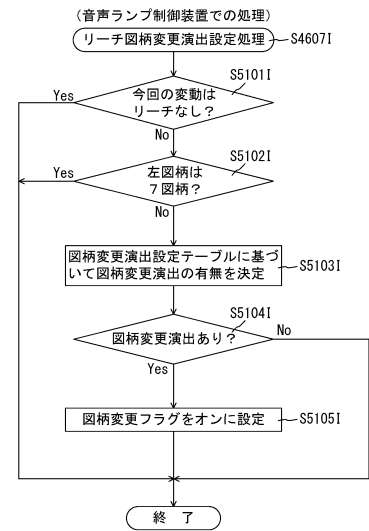 （音声ランプ制御装置での処理）
リーチ図柄変更演出設定処理
S4607I
S5101I
今回の変動は
リーチなし？
Yes
No
S5102I
左図柄は
７図柄？
Yes
No
図柄変更演出設定テーブルに基づ
いて図柄変更演出の有無を決定
S5103I
S5104I
図柄変更演出あり？
No
Yes
図柄変更フラグをオンに設定
S5105I
終　了